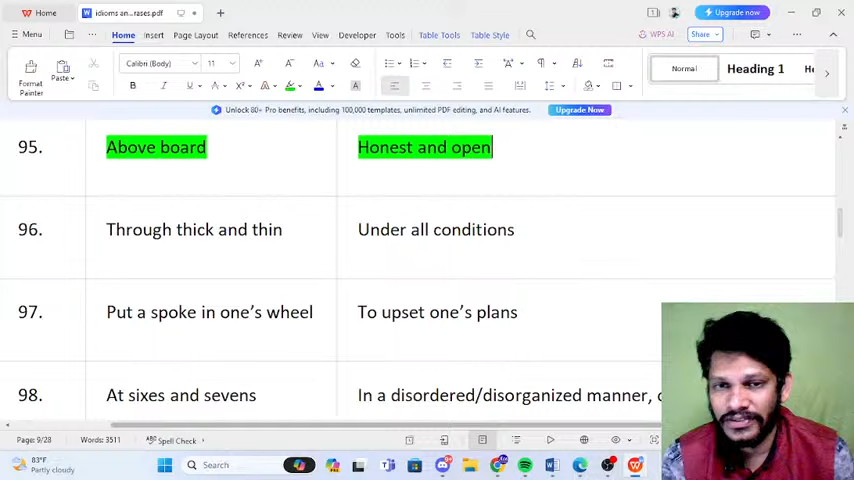 Home
idioms an...rases.pdf
Upgrade now
Menu
Home Insert Page Layout References Review View Developer Tools Table Tools Table Style
WPS AI
Share
Format Painter
Paste
Calibri (Body) 11
Normal
Heading 1
Unlock 80+ Pro benefits, including 100,000 templates, unlimited PDF editing, and AI features. Upgrade Now
95. Above board Honest and open
96. Through thick and thin Under all conditions
97. Put a spoke in one's wheel To upset one's plans
98. At sixes and sevens In a disordered/disorganized manner,
Page: 9/28 Words: 3511 Spell Check
83°F
Partly cloudy
Search